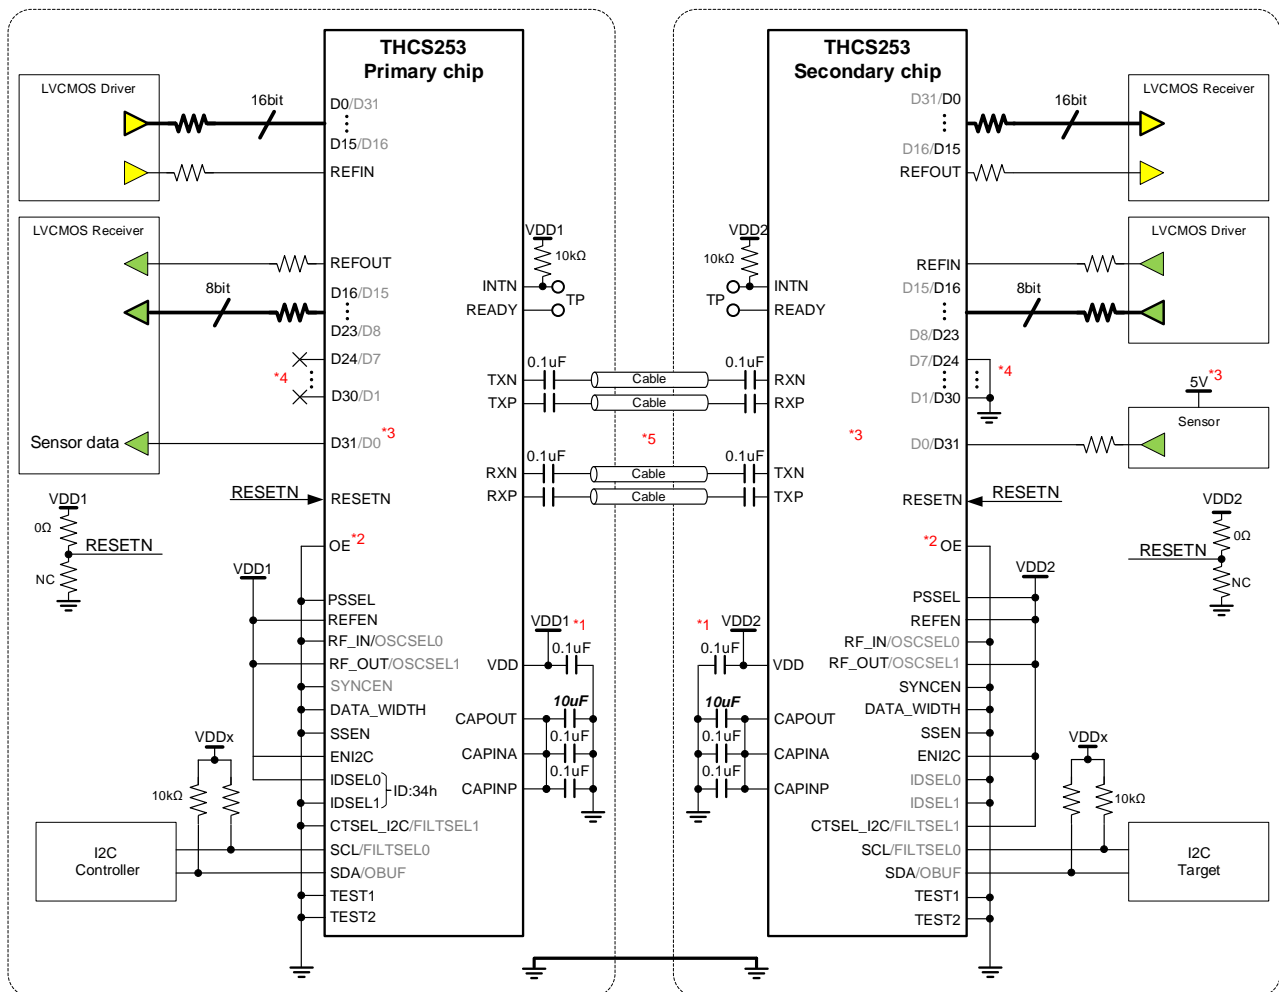 THCS253
Primary chip
LVCMOS Driver
16bit
D0/D31
D15/D16
REFIN
LVCMOS Receiver
REFOUT
8bit
D16/D15
D23/D8
D24/D7
*4
D30/D1
Sensor data
D31/D0 *3
VDD1
0Ω
RESETN
NC
RESETN
RESETN
OE *2
VDD1
PSSEL
REFEN
RF_IN/OSCSEL0
RF_OUT/OSCSEL1
SYNCEN
DATA_WIDTH
SSEN
ENI2C
IDSEL0
ID:34h
IDSEL1
CTSEL_I2C/FILTSEL1
SCL/FILTSEL0
SDA/OBUF
TEST1
TEST2
VDDx
10kΩ
I2C
Controller
VDD1
10kΩ
INTN
TP
READY
0.1uF
TXN
TXP
RXN
0.1uF
RXP
VDD1 *1
0.1uF
VDD
10uF
CAPOUT
0.1uF
CAPINA
0.1uF
CAPINP
Cable
Cable
*5
Cable
Cable
THCS253
Secondary chip
VDD2
10kΩ
INTN
TP
READY
0.1uF
RXN
RXP
0.1uF
TXN
TXP
*1 VDD2
0.1uF
VDD
10uF
CAPOUT
0.1uF
CAPINA
0.1uF
CAPINP
D31/D0
16bit
LVCMOS Receiver
D16/D15
REFOUT
LVCMOS Driver
REFIN
D15/D16
8bit
D8/D23
D7/D24
*4
D1/D30
5V *3
Sensor
*3
D0/D31
RESETN
RESETN
VDD2
0Ω
RESETN
NC
*2 OE
VDD2
PSSEL
REFEN
RF_IN/OSCSEL0
RF_OUT/OSCSEL1
SYNCEN
DATA_WIDTH
SSEN
ENI2C
IDSEL0
IDSEL1
CTSEL_I2C/FILTSEL1
SCL/FILTSEL0
SDA/OBUF
TEST1
TEST2
VDDx
10kΩ
I2C
Target